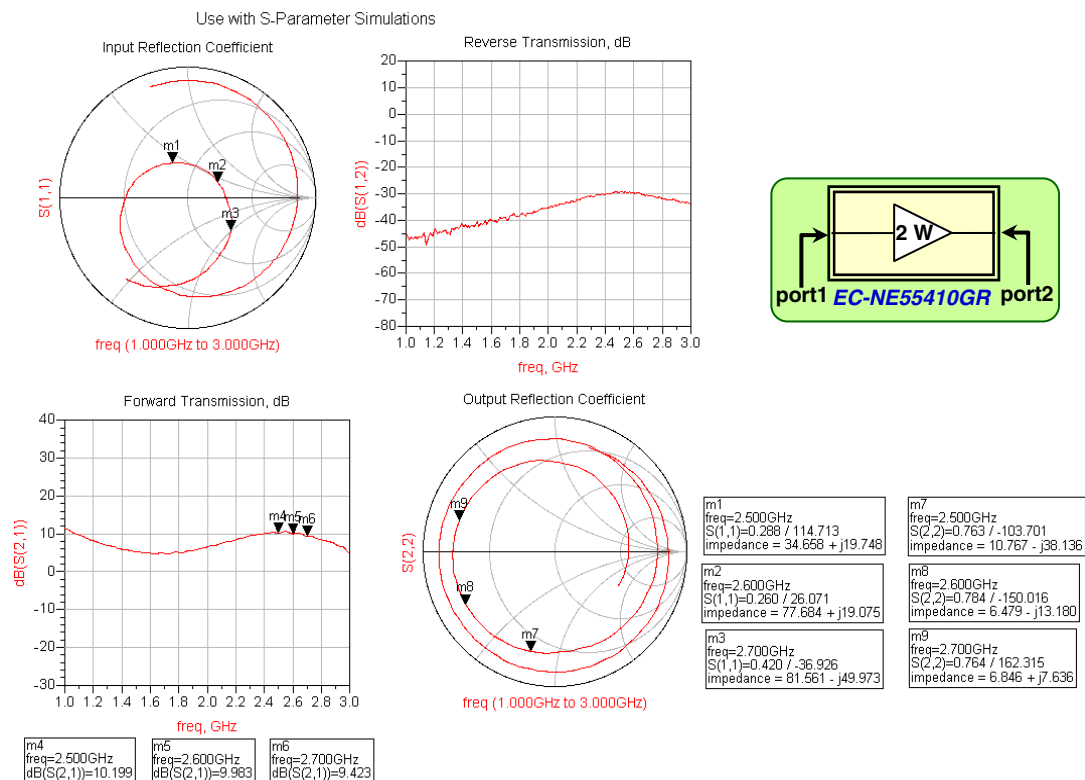 Use with S-Parameter Simulations
Input Reflection Coefficient
m1
m2
m3
S(1,1)
freq (1.000GHz to 3.000GHz)
Reverse Transmission, dB
20
10
0
-10
-20
-30
-40
-50
-60
-70
-80
dB(S(1,2))
1.0 1.2 1.4 1.6 1.8 2.0 2.2 2.4 2.6 2.8 3.0
freq, GHz
2 W
port1 EC-NE55410GR port2
Forward Transmission, dB
40
30
20
10
0
-10
-20
-30
dB(S(2,1))
m4 m5 m6
1.0 1.2 1.4 1.6 1.8 2.0 2.2 2.4 2.6 2.8 3.0
freq, GHz
m4
freq=2.500GHz
dB(S(2,1))=10.199
m5
freq=2.600GHz
dB(S(2,1))=9.983
m6
freq=2.700GHz
dB(S(2,1))=9.423
Output Reflection Coefficient
m9
m8
m7
S(2,2)
freq (1.000GHz to 3.000GHz)
m1
freq=2.500GHz
S(1,1)=0.288 / 114.713
impedance = 34.658 + j19.748
m2
freq=2.600GHz
S(1,1)=0.260 / 26.071
impedance = 77.684 + j19.075
m3
freq=2.700GHz
S(1,1)=0.420 / -36.926
impedance = 81.561 - j49.973
m7
freq=2.500GHz
S(2,2)=0.763 / -103.701
impedance = 10.767 - j38.136
m8
freq=2.600GHz
S(2,2)=0.784 / -150.016
impedance = 6.479 - j13.180
m9
freq=2.700GHz
S(2,2)=0.764 / 162.315
impedance = 6.846 + j7.636